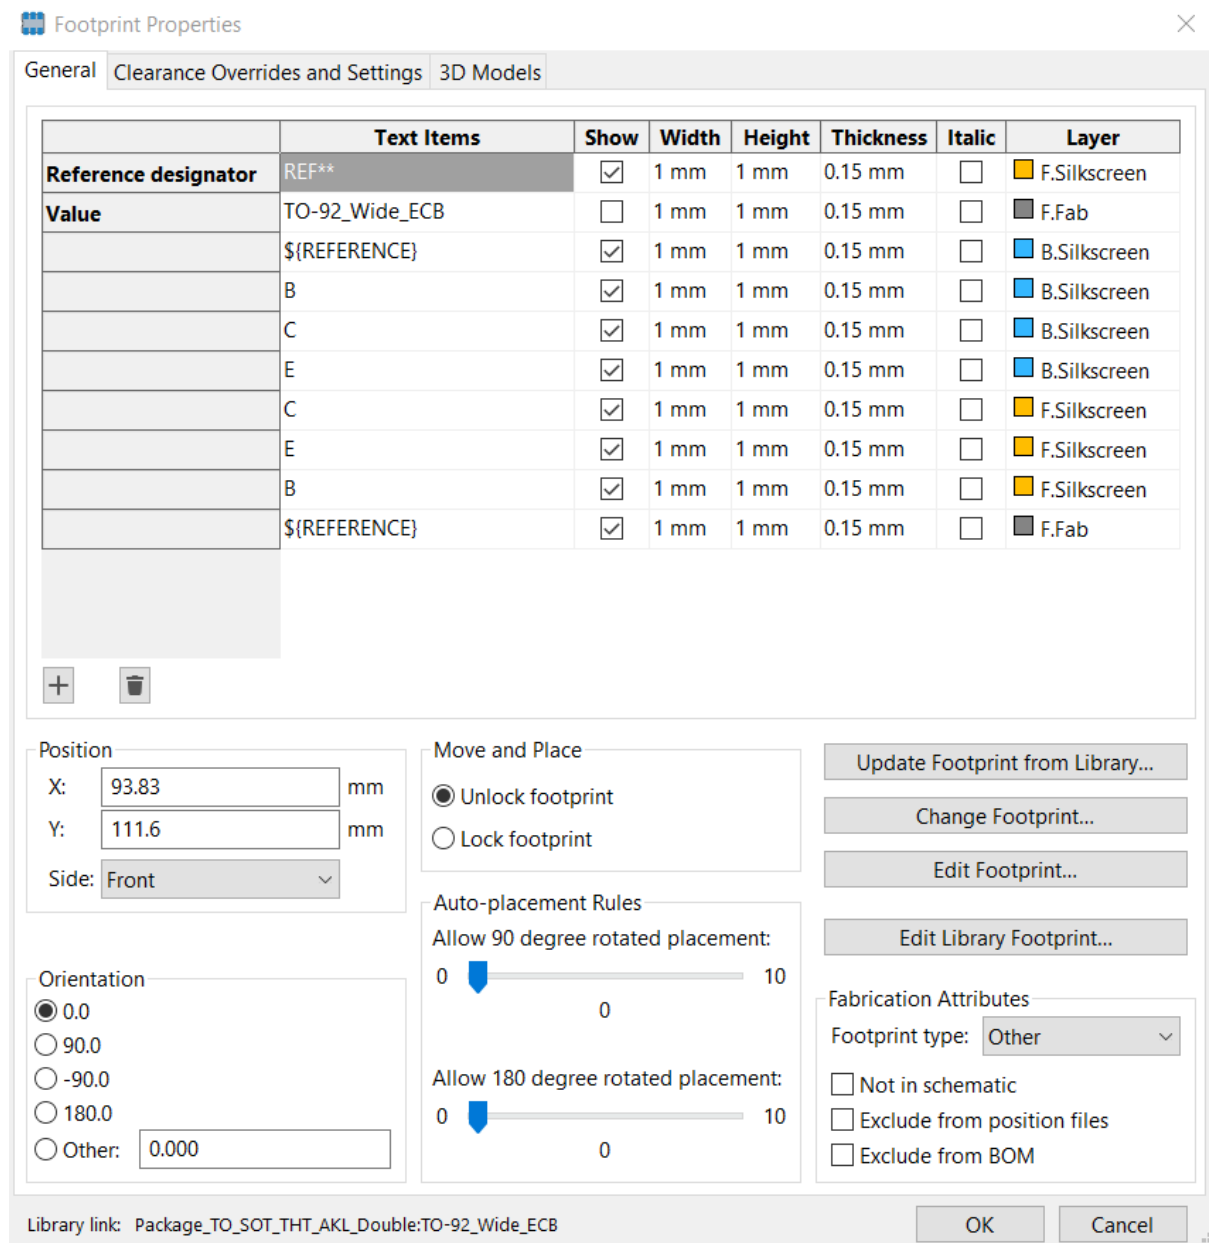 Footprint Properties
General Clearance Overrides and Settings 3D Models
Text Items Show Width Height Thickness Italic Layer
Reference designator REF** 1 mm 1 mm 0.15 mm F.Silkscreen
Value TO-92_Wide_ECB 1 mm 1 mm 0.15 mm F.Fab
${REFERENCE} 1 mm 1 mm 0.15 mm B.Silkscreen
B 1 mm 1 mm 0.15 mm B.Silkscreen
C 1 mm 1 mm 0.15 mm B.Silkscreen
E 1 mm 1 mm 0.15 mm B.Silkscreen
C 1 mm 1 mm 0.15 mm F.Silkscreen
E 1 mm 1 mm 0.15 mm F.Silkscreen
B 1 mm 1 mm 0.15 mm F.Silkscreen
${REFERENCE} 1 mm 1 mm 0.15 mm F.Fab
Position
X: 93.83 mm
Y: 111.6 mm
Side: Front
Orientation
0.0
90.0
-90.0
180.0
Other: 0.000
Move and Place
Unlock footprint
Lock footprint
Auto-placement Rules
Allow 90 degree rotated placement:
0 10
0
Allow 180 degree rotated placement:
0 10
0
Update Footprint from Library...
Change Footprint...
Edit Footprint...
Edit Library Footprint...
Fabrication Attributes
Footprint type: Other
Not in schematic
Exclude from position files
Exclude from BOM
Library link: Package_TO_SOT_THT_AKL_Double:TO-92_Wide_ECB
OK Cancel